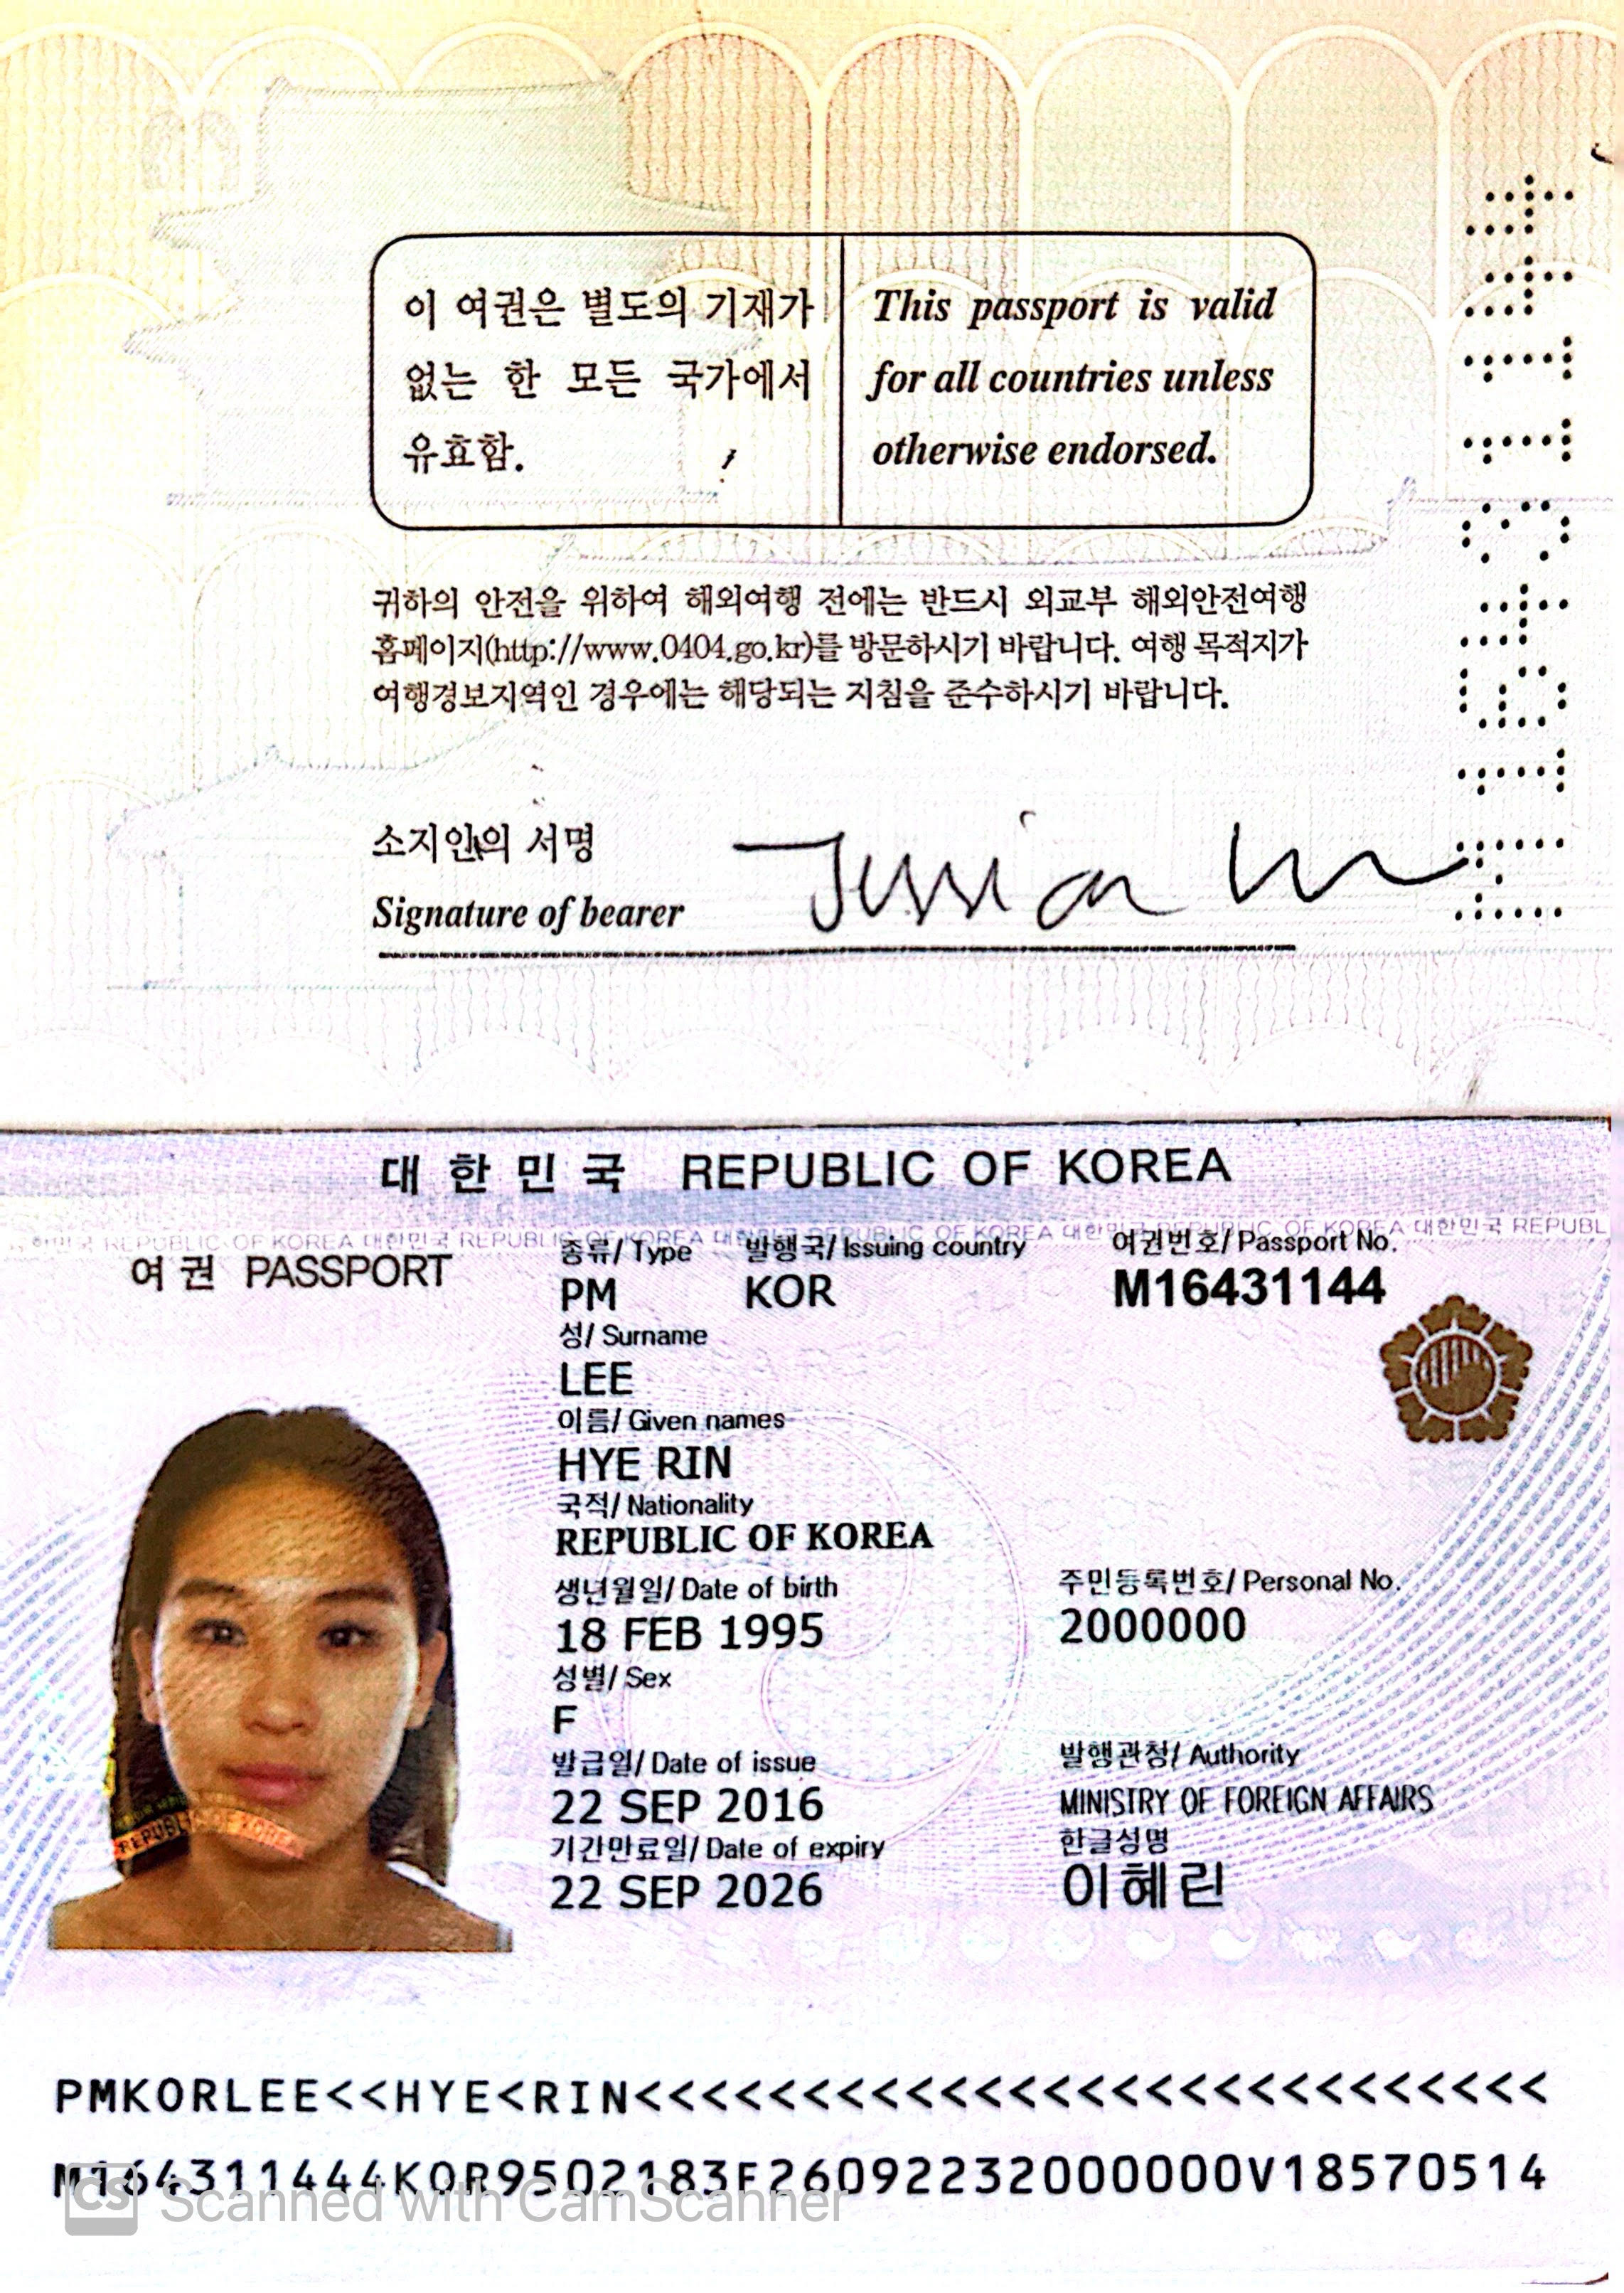 이 여권은 별도의 기재가
없는 한 모든 국가에서
유효함.
This passport is valid
for all countries unless
otherwise endorsed.
귀하의 안전을 위하여 해외여행 전에는 반드시 외교부 해외안전여행
홈페이지(http://www.0404.go.kr)를 방문하시기 바랍니다. 여행 목적지가
여행경보지역인 경우에는 해당되는 지침을 준수하시기 바랍니다.
소지인의 서명
Signature of bearer
M16431144
대한민국 REPUBLIC OF KOREA
여권 PASSPORT
종류/ Type 발행국/ Issuing country 여권번호/ Passport No.
PM KOR M16431144
성/ Surname
LEE
이름/ Given names
HYE RIN
국적/ Nationality
REPUBLIC OF KOREA
생년월일/ Date of birth 주민등록번호/ Personal No.
18 FEB 1995 2000000
성별/ Sex
F
발급일/ Date of issue 발행관청/ Authority
22 SEP 2016 MINISTRY OF FOREIGN AFFAIRS
기간만료일/ Date of expiry 한글성명
22 SEP 2026 이혜린
REPUBLIC OF KOREA
PMKORLEE<<HYE<RIN<<<<<<<<<<<<<<<<<<<<<<<<<<<
M164311444KOR9502183F26092232000000V18570514
CS Scanned with CamScanner